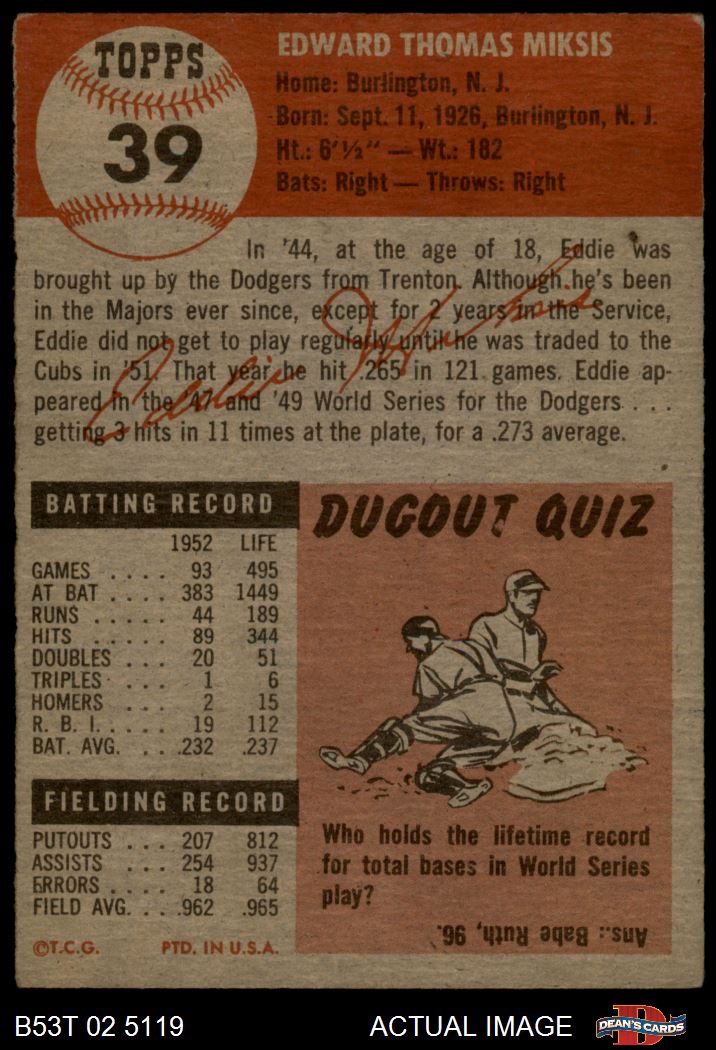 TOPPS
39
EDWARD THOMAS MIKSIS
Home: Burlington, N. J.
Born: Sept. 11, 1926, Burlington, N. J.
Ht.: 6'½" — Wt.: 182
Bats: Right — Throws: Right
In '44, at the age of 18, Eddie was
brought up by the Dodgers from Trenton. Although he's been
in the Majors ever since, except for 2 years in the Service,
Eddie did not get to play regularly until he was traded to the
Cubs in '51. That year he hit .265 in 121 games. Eddie ap-
peared in the '47 and '49 World Series for the Dodgers . . .
getting 3 hits in 11 times at the plate, for a .273 average.
Eddie Miksis
BATTING RECORD
1952 LIFE
GAMES . . . . 93 495
AT BAT . . . . 383 1449
RUNS . . . . . 44 189
HITS . . . . . 89 344
DOUBLES . . . 20 51
TRIPLES . . . 1 6
HOMERS . . . 2 15
R. B. I. . . . . . 19 112
BAT. AVG. . . . .232 .237
FIELDING RECORD
PUTOUTS . . . 207 812
ASSISTS . . . 254 937
ERRORS . . . . 18 64
FIELD AVG. . . .962 .965
©T.C.G. PTD. IN U.S.A.
DUGOUT QUIZ
Who holds the lifetime record
for total bases in World Series
play?
Ans.: Babe Ruth, 96.
B53T 02 5119 ACTUAL IMAGE
D
DEAN'S CARDS